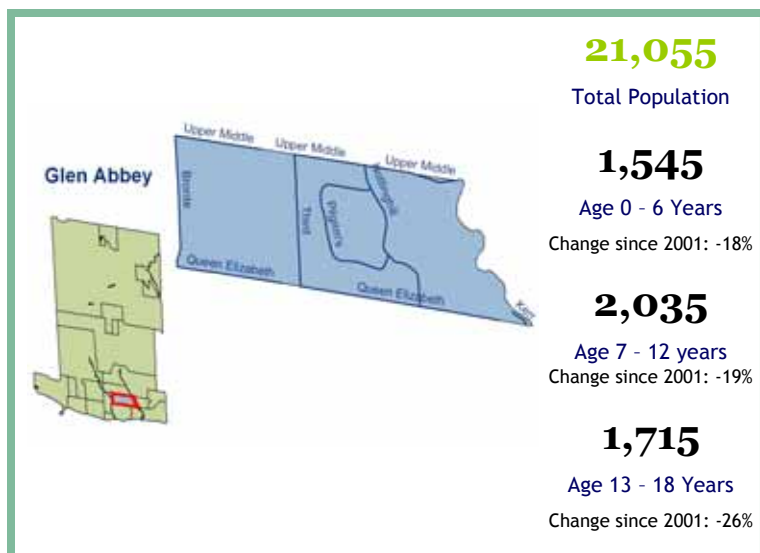 21,055
Total Population
1,545
Age 0 - 6 Years
Change since 2001: -18%
2,035
Age 7 - 12 years
Change since 2001: -19%
1,715
Age 13 - 18 Years
Change since 2001: -26%
Glen Abbey
Upper Middle
Upper Middle
Upper Middle
Bronte
Third
Queen Elizabeth
Queen Elizabeth